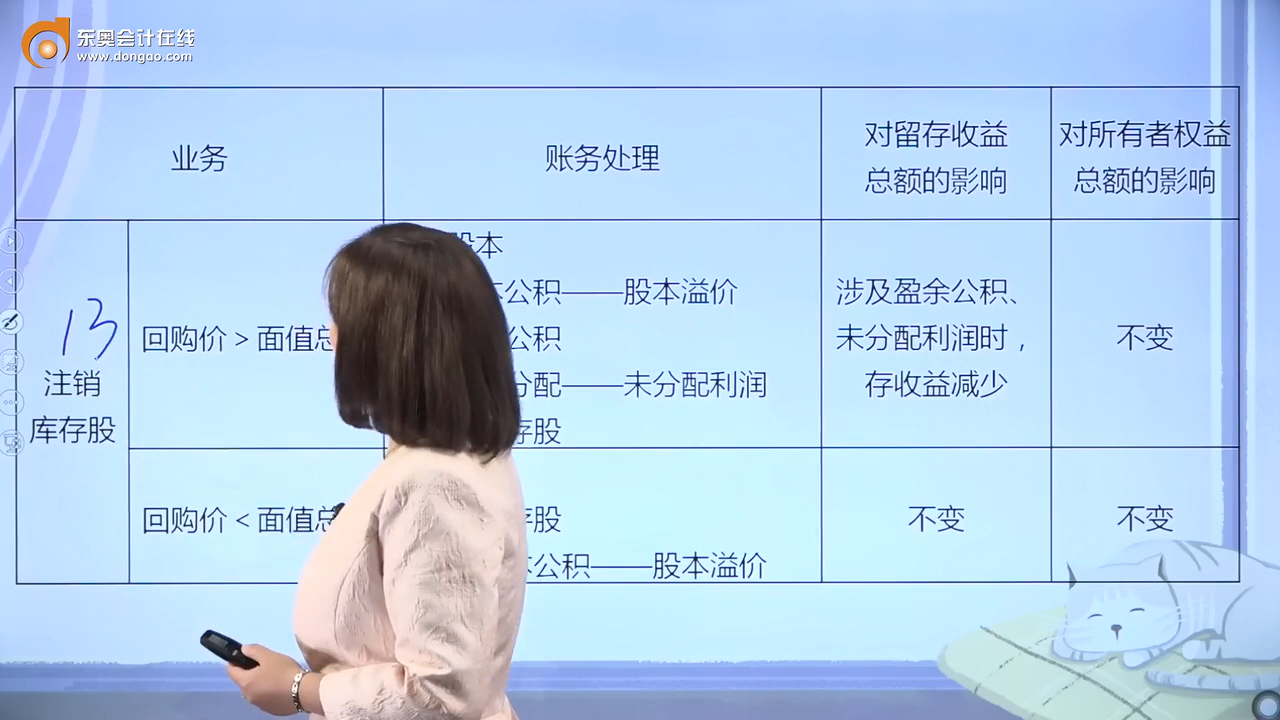 东奥会计在线
www.dongao.com
业务
账务处理
对留存收益
总额的影响
对所有者权益
总额的影响
13
注销
库存股
回购价＞面值总
股本
公积——股本溢价
公积
分配——未分配利润
存股
涉及盈余公积、
未分配利润时，
存收益减少
不变
回购价＜面值总
存股
公积——股本溢价
不变
不变